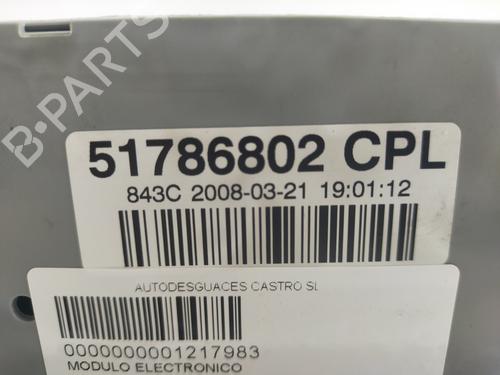 B-PARTS
51786802 CPL
843C 2008-03-21 19:01:12
AUTODESGUACES CASTRO SL
0000000001217983
MODULO ELECTRONICO